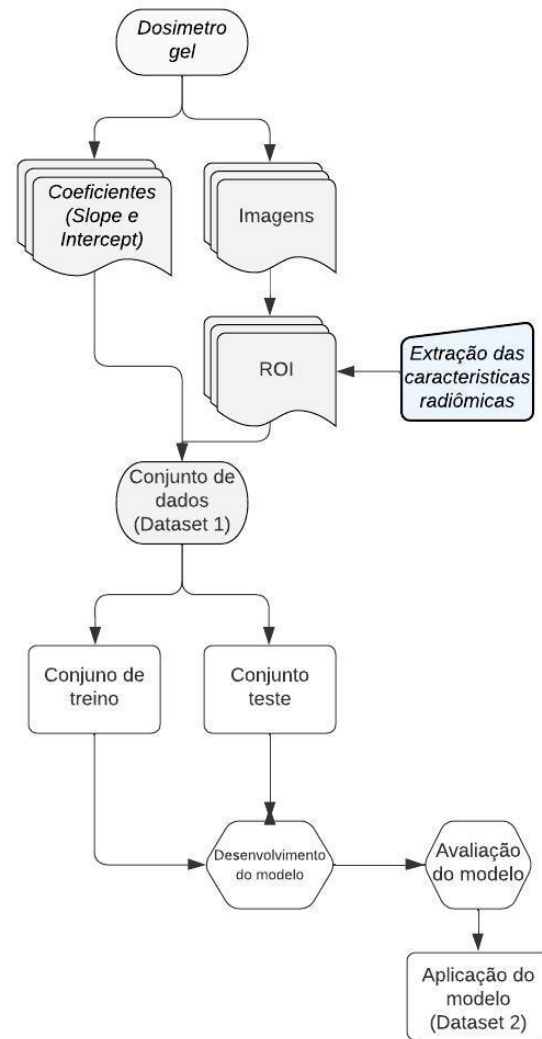 Dosimetro
gel
Coeficientes
(Slope e
Intercept)
Imagens
ROI
Extração das
caracteristicas
radiômicas
Conjunto de
dados
(Dataset 1)
Conjuno de
treino
Conjunto
teste
Desenvolvimento
do modelo
Avaliação
do modelo
Aplicação do
modelo
(Dataset 2)